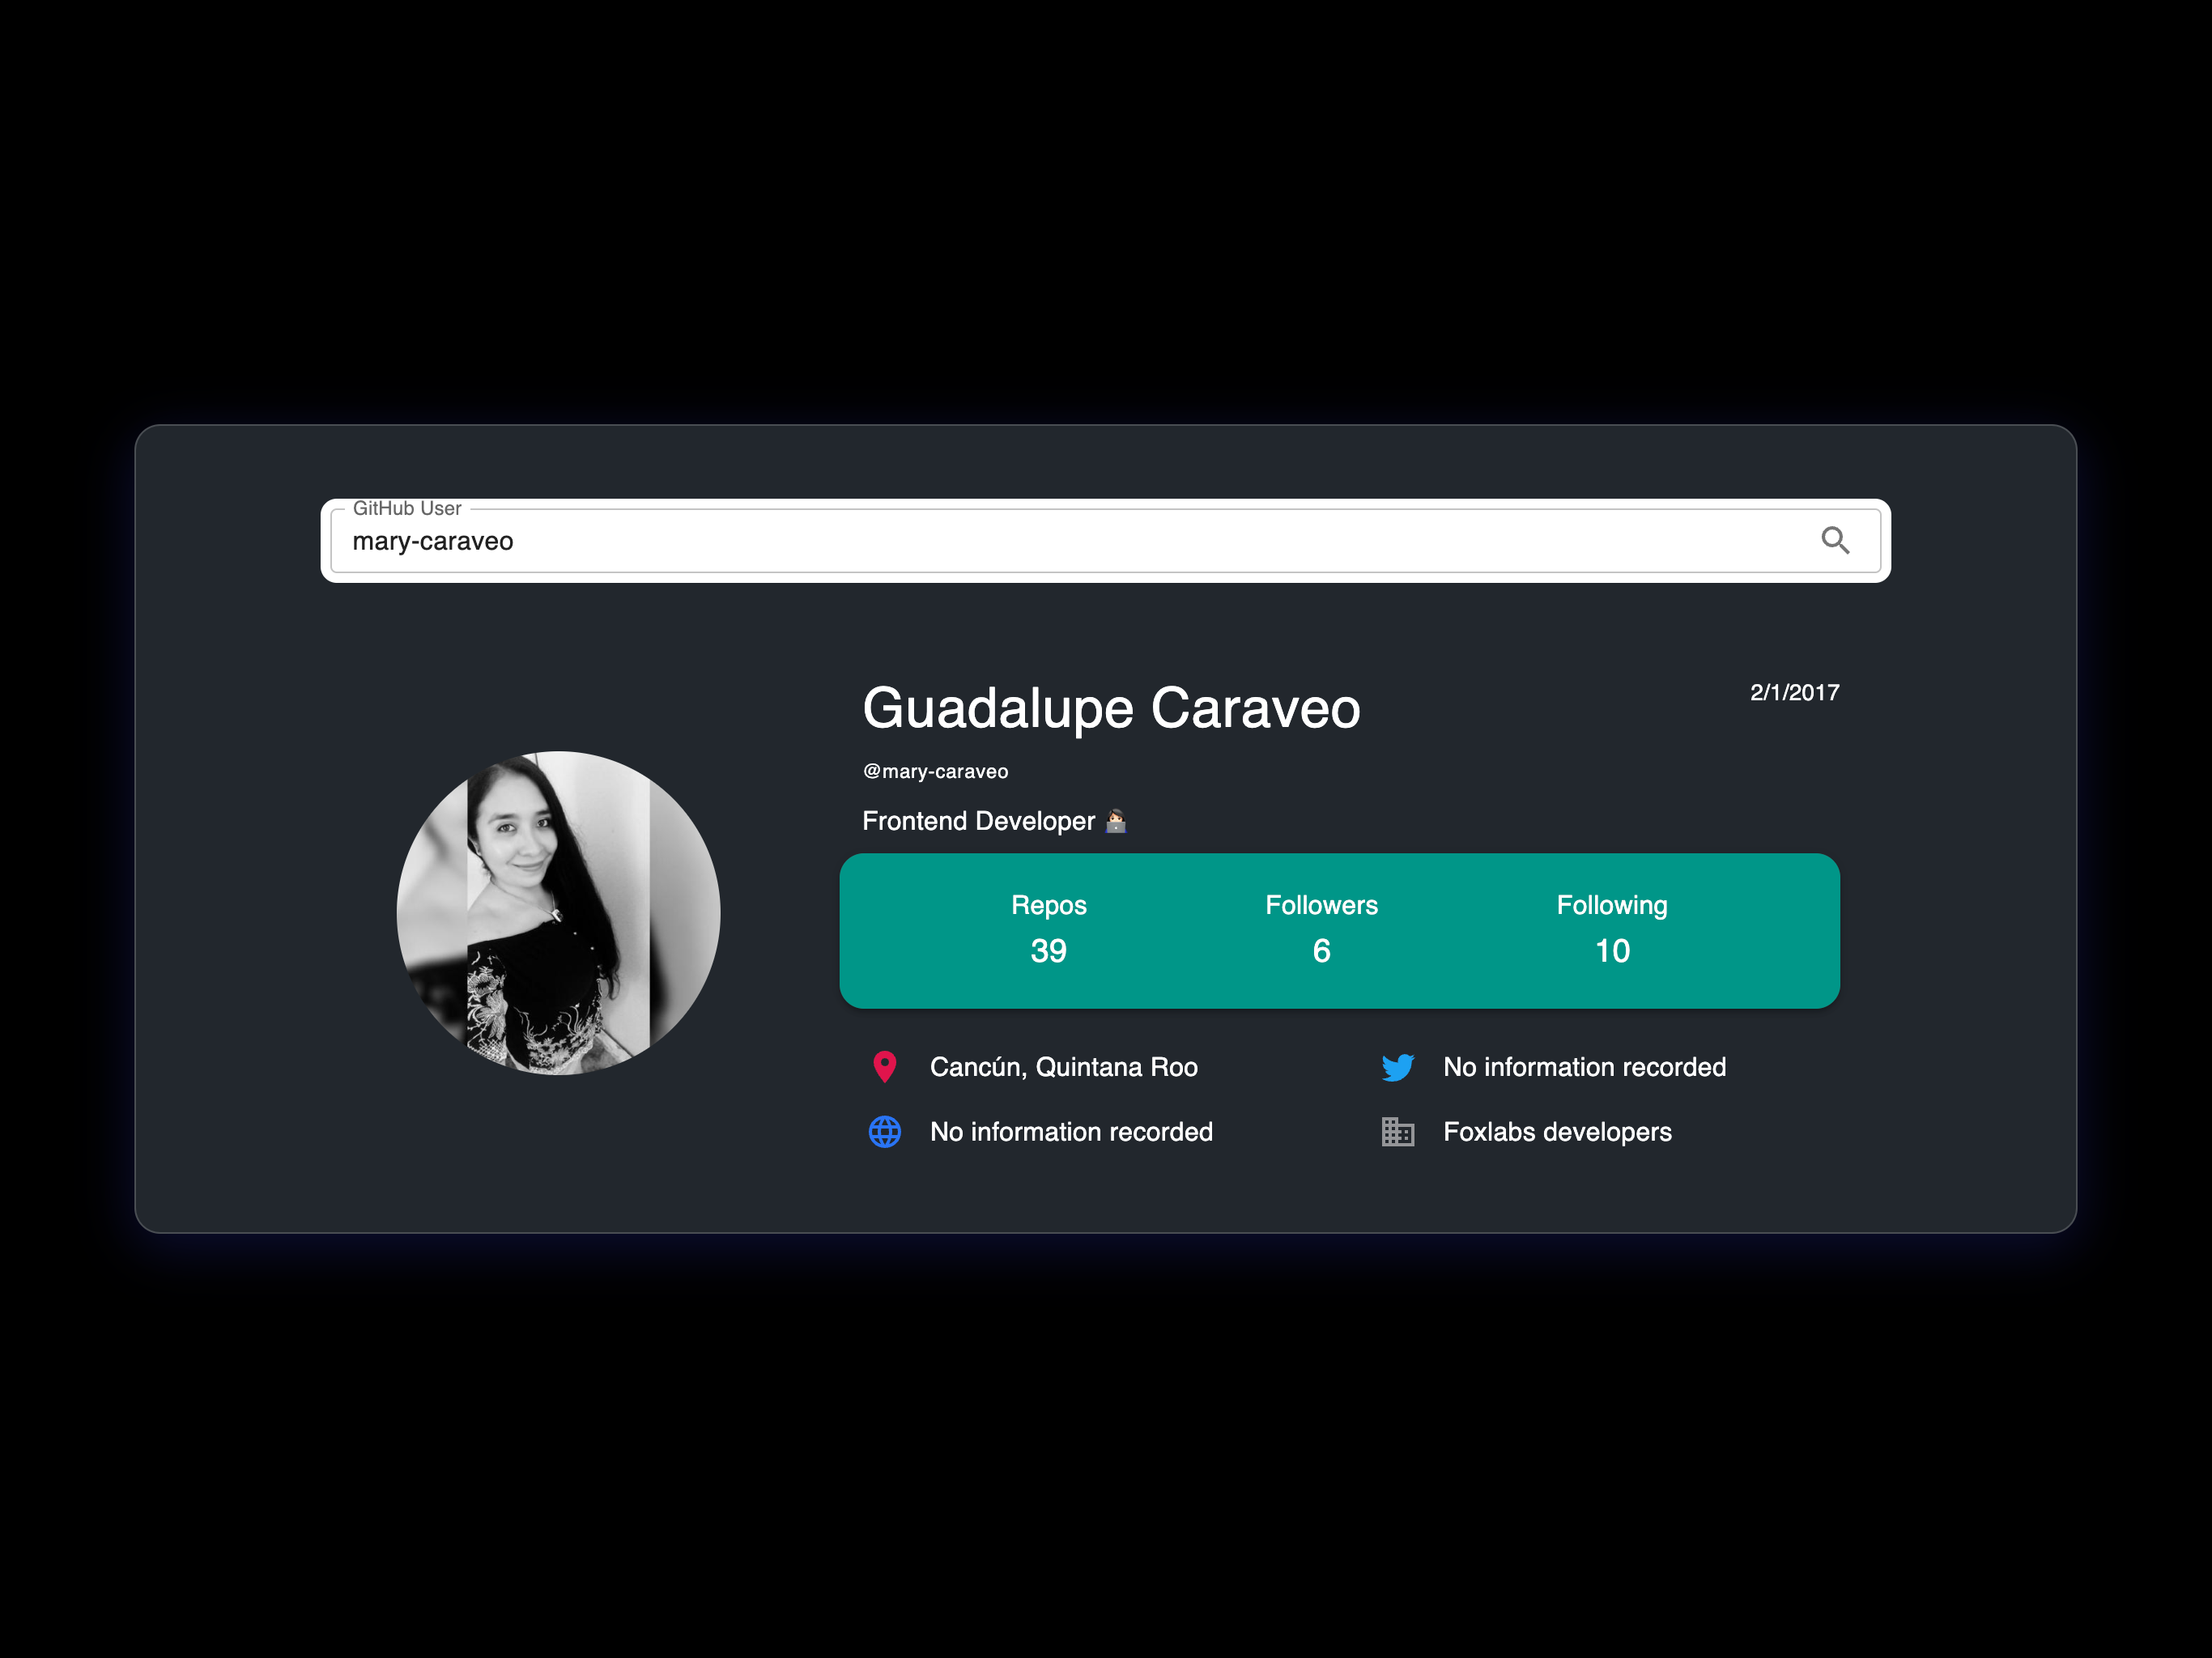 GitHub User
mary-caraveo
Guadalupe Caraveo
2/1/2017
@mary-caraveo
Frontend Developer 👩🏻‍💻
Repos Followers Following
39 6 10
Cancún, Quintana Roo No information recorded
No information recorded Foxlabs developers